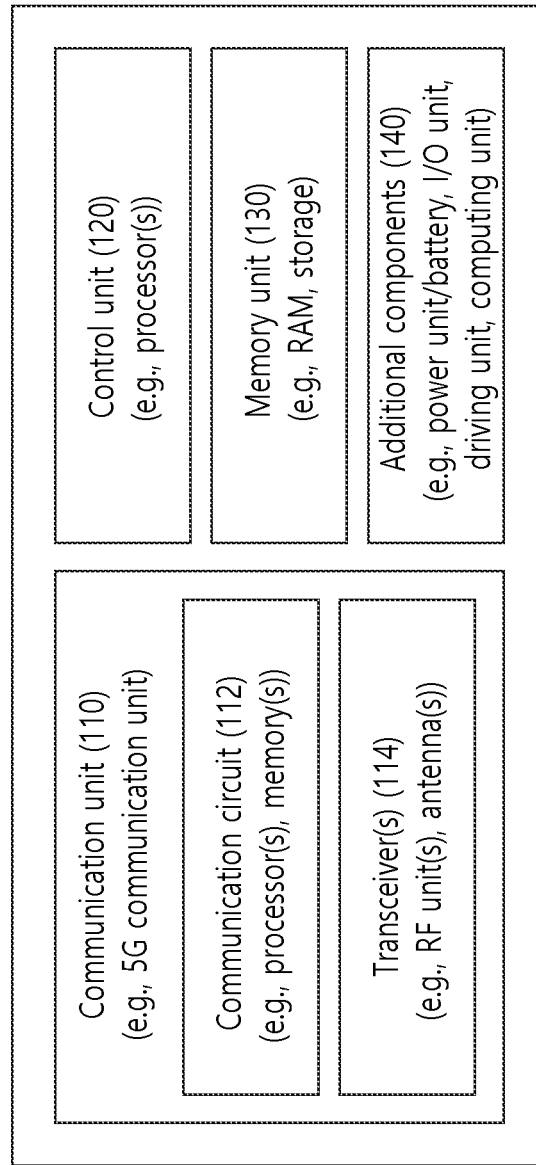 Communication unit (110)
(e.g., 5G communication unit)
Communication circuit (112)
(e.g., processor(s), memory(s))
Transceiver(s) (114)
(e.g., RF unit(s), antenna(s))
Control unit (120)
(e.g., processor(s))
Memory unit (130)
(e.g., RAM, storage)
Additional components (140)
(e.g., power unit/battery, I/O unit,
driving unit, computing unit)